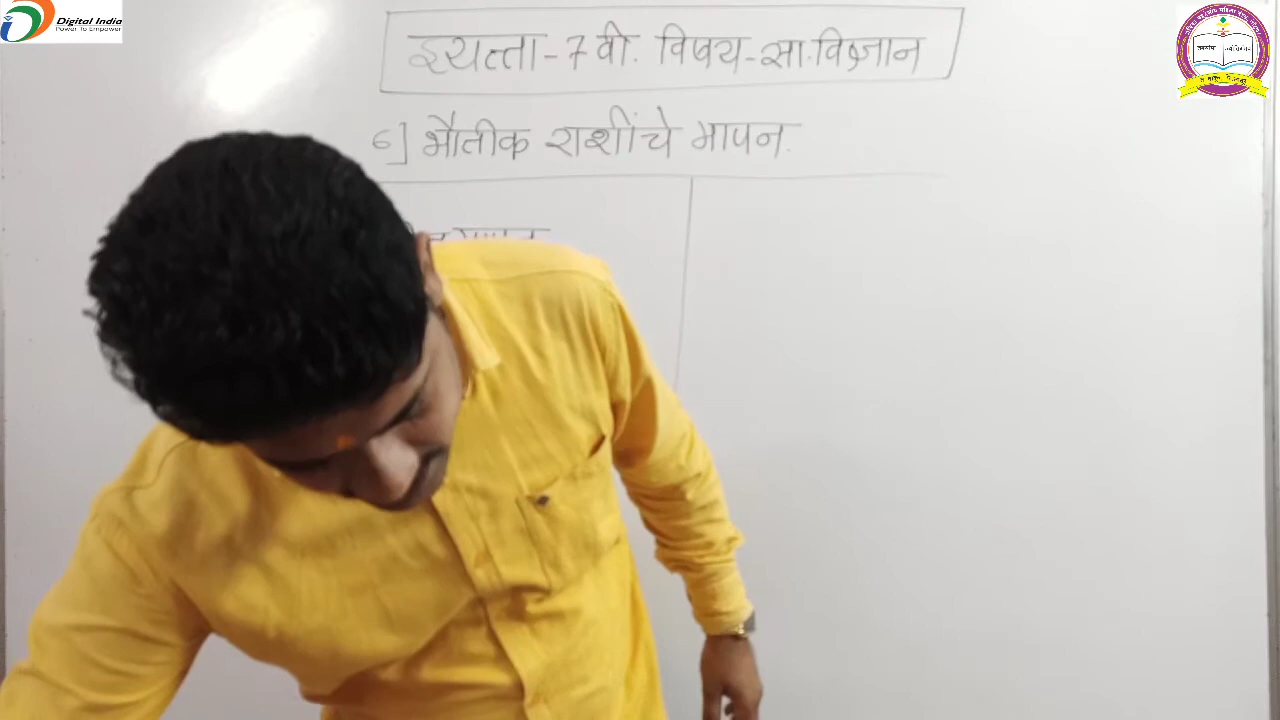 Digital India
Power To Empower
इयत्ता-7 वी. विषय-सा.विज्ञान
6] भौतीक राशींचे मापन.